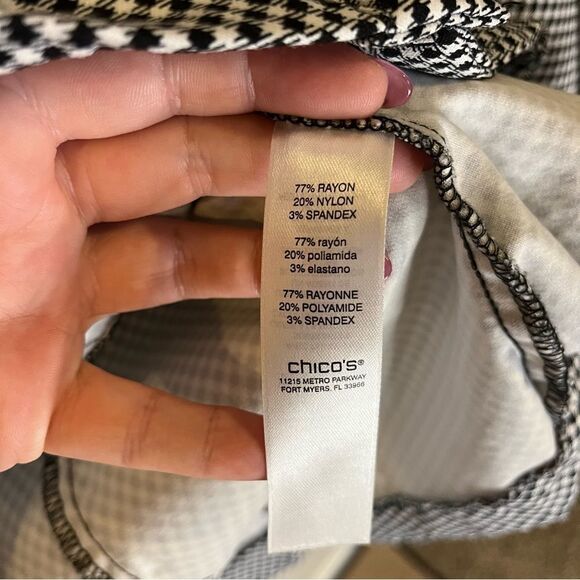 77% RAYON
20% NYLON
3% SPANDEX
77% rayón
20% poliamida
3% elastano
77% RAYONNE
20% POLYAMIDE
3% SPANDEX
chico's®
11215 METRO PARKWAY
FORT MYERS, FL 33966